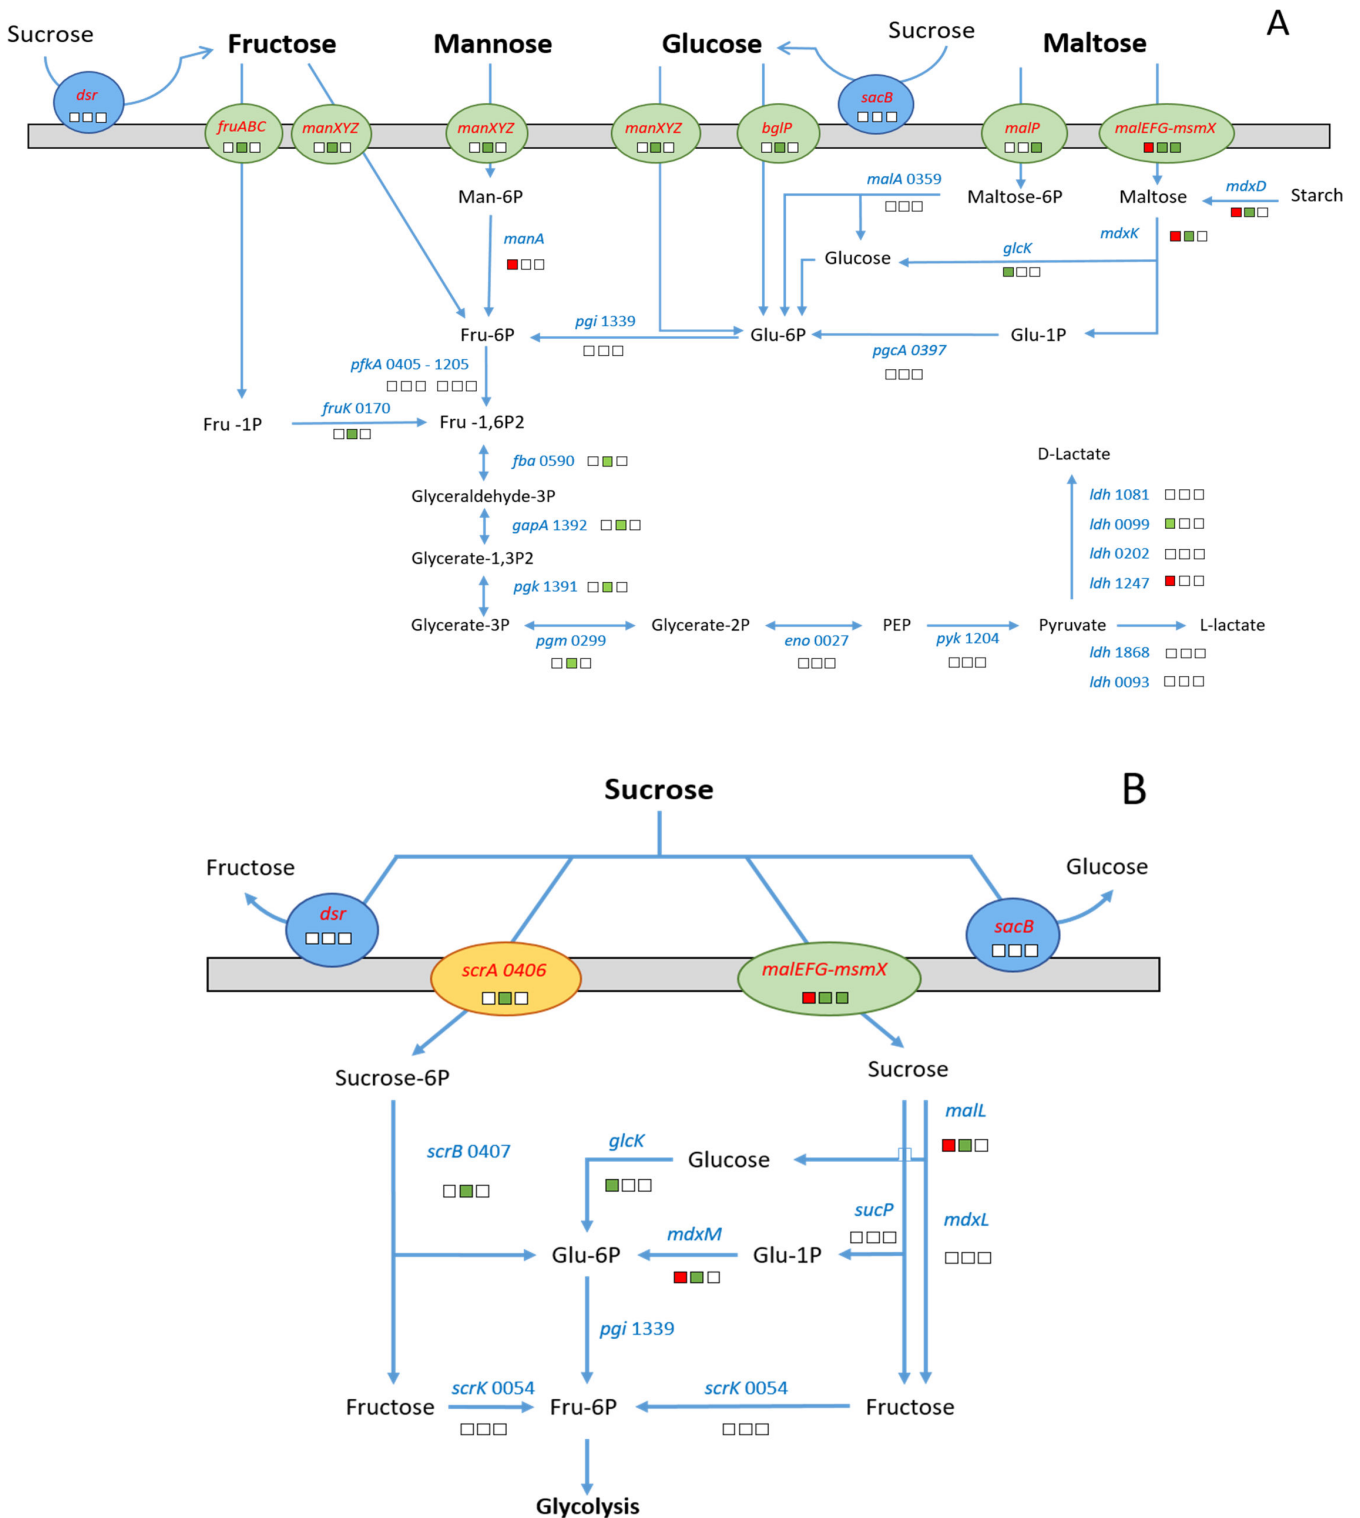 A
Sucrose
Fructose
Mannose
Glucose
Sucrose
Maltose
dsr
sacB
fruABC
manXYZ
manXYZ
manXYZ
bglP
malP
malEFG-msmX
Man-6P
malA 0359
Maltose-6P
Maltose
mdxD
Starch
manA
mdxK
glcK
Glucose
Fru-6P
pgi 1339
Glu-6P
Glu-1P
pgcA 0397
pfkA 0405 - 1205
fruK 0170
Fru -1P
Fru -1,6P2
fba 0590
D-Lactate
Glyceraldehyde-3P
ldh 1081
gapA 1392
ldh 0099
Glycerate-1,3P2
ldh 0202
pgk 1391
ldh 1247
Glycerate-3P
Glycerate-2P
PEP
Pyruvate
L-lactate
pgm 0299
eno 0027
pyk 1204
ldh 1868
ldh 0093
B
Sucrose
Fructose
Glucose
dsr
sacB
scrA 0406
malEFG-msmX
Sucrose-6P
Sucrose
malL
scrB 0407
glcK
Glucose
sucP
mdxL
mdxM
Glu-6P
Glu-1P
pgi 1339
scrK 0054
scrK 0054
Fructose
Fru-6P
Fructose
Glycolysis